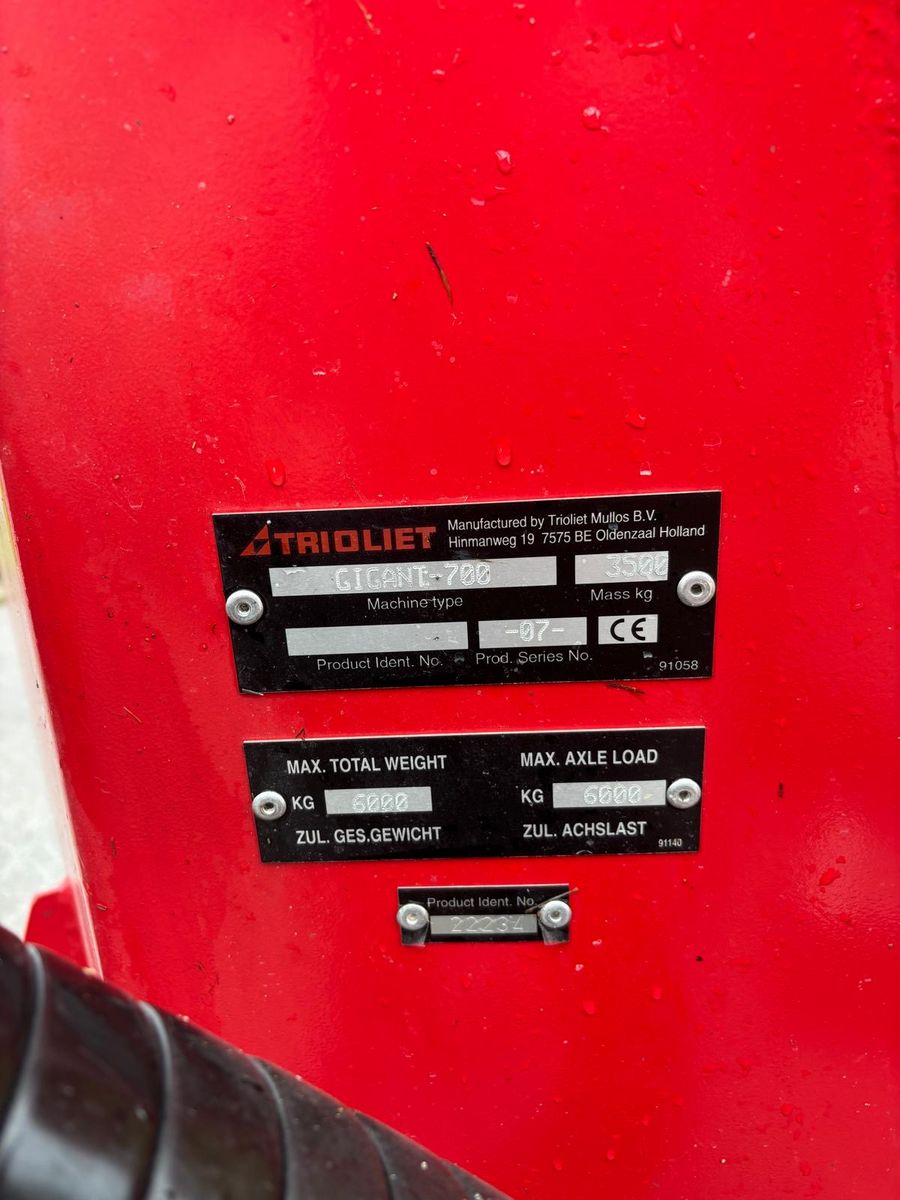 TRIOLIET
Manufactured by Trioliet Mullos B.V.
Hinmanweg 19 7575 BE Oldenzaal Holland
GIGANT-700
3500
Machine type
Mass kg
-07-
CE
Product Ident. No.
Prod. Series No.
91058
MAX. TOTAL WEIGHT
MAX. AXLE LOAD
KG 6000
KG 6000
ZUL. GES.GEWICHT
ZUL. ACHSLAST
91140
Product Ident. No.
22234